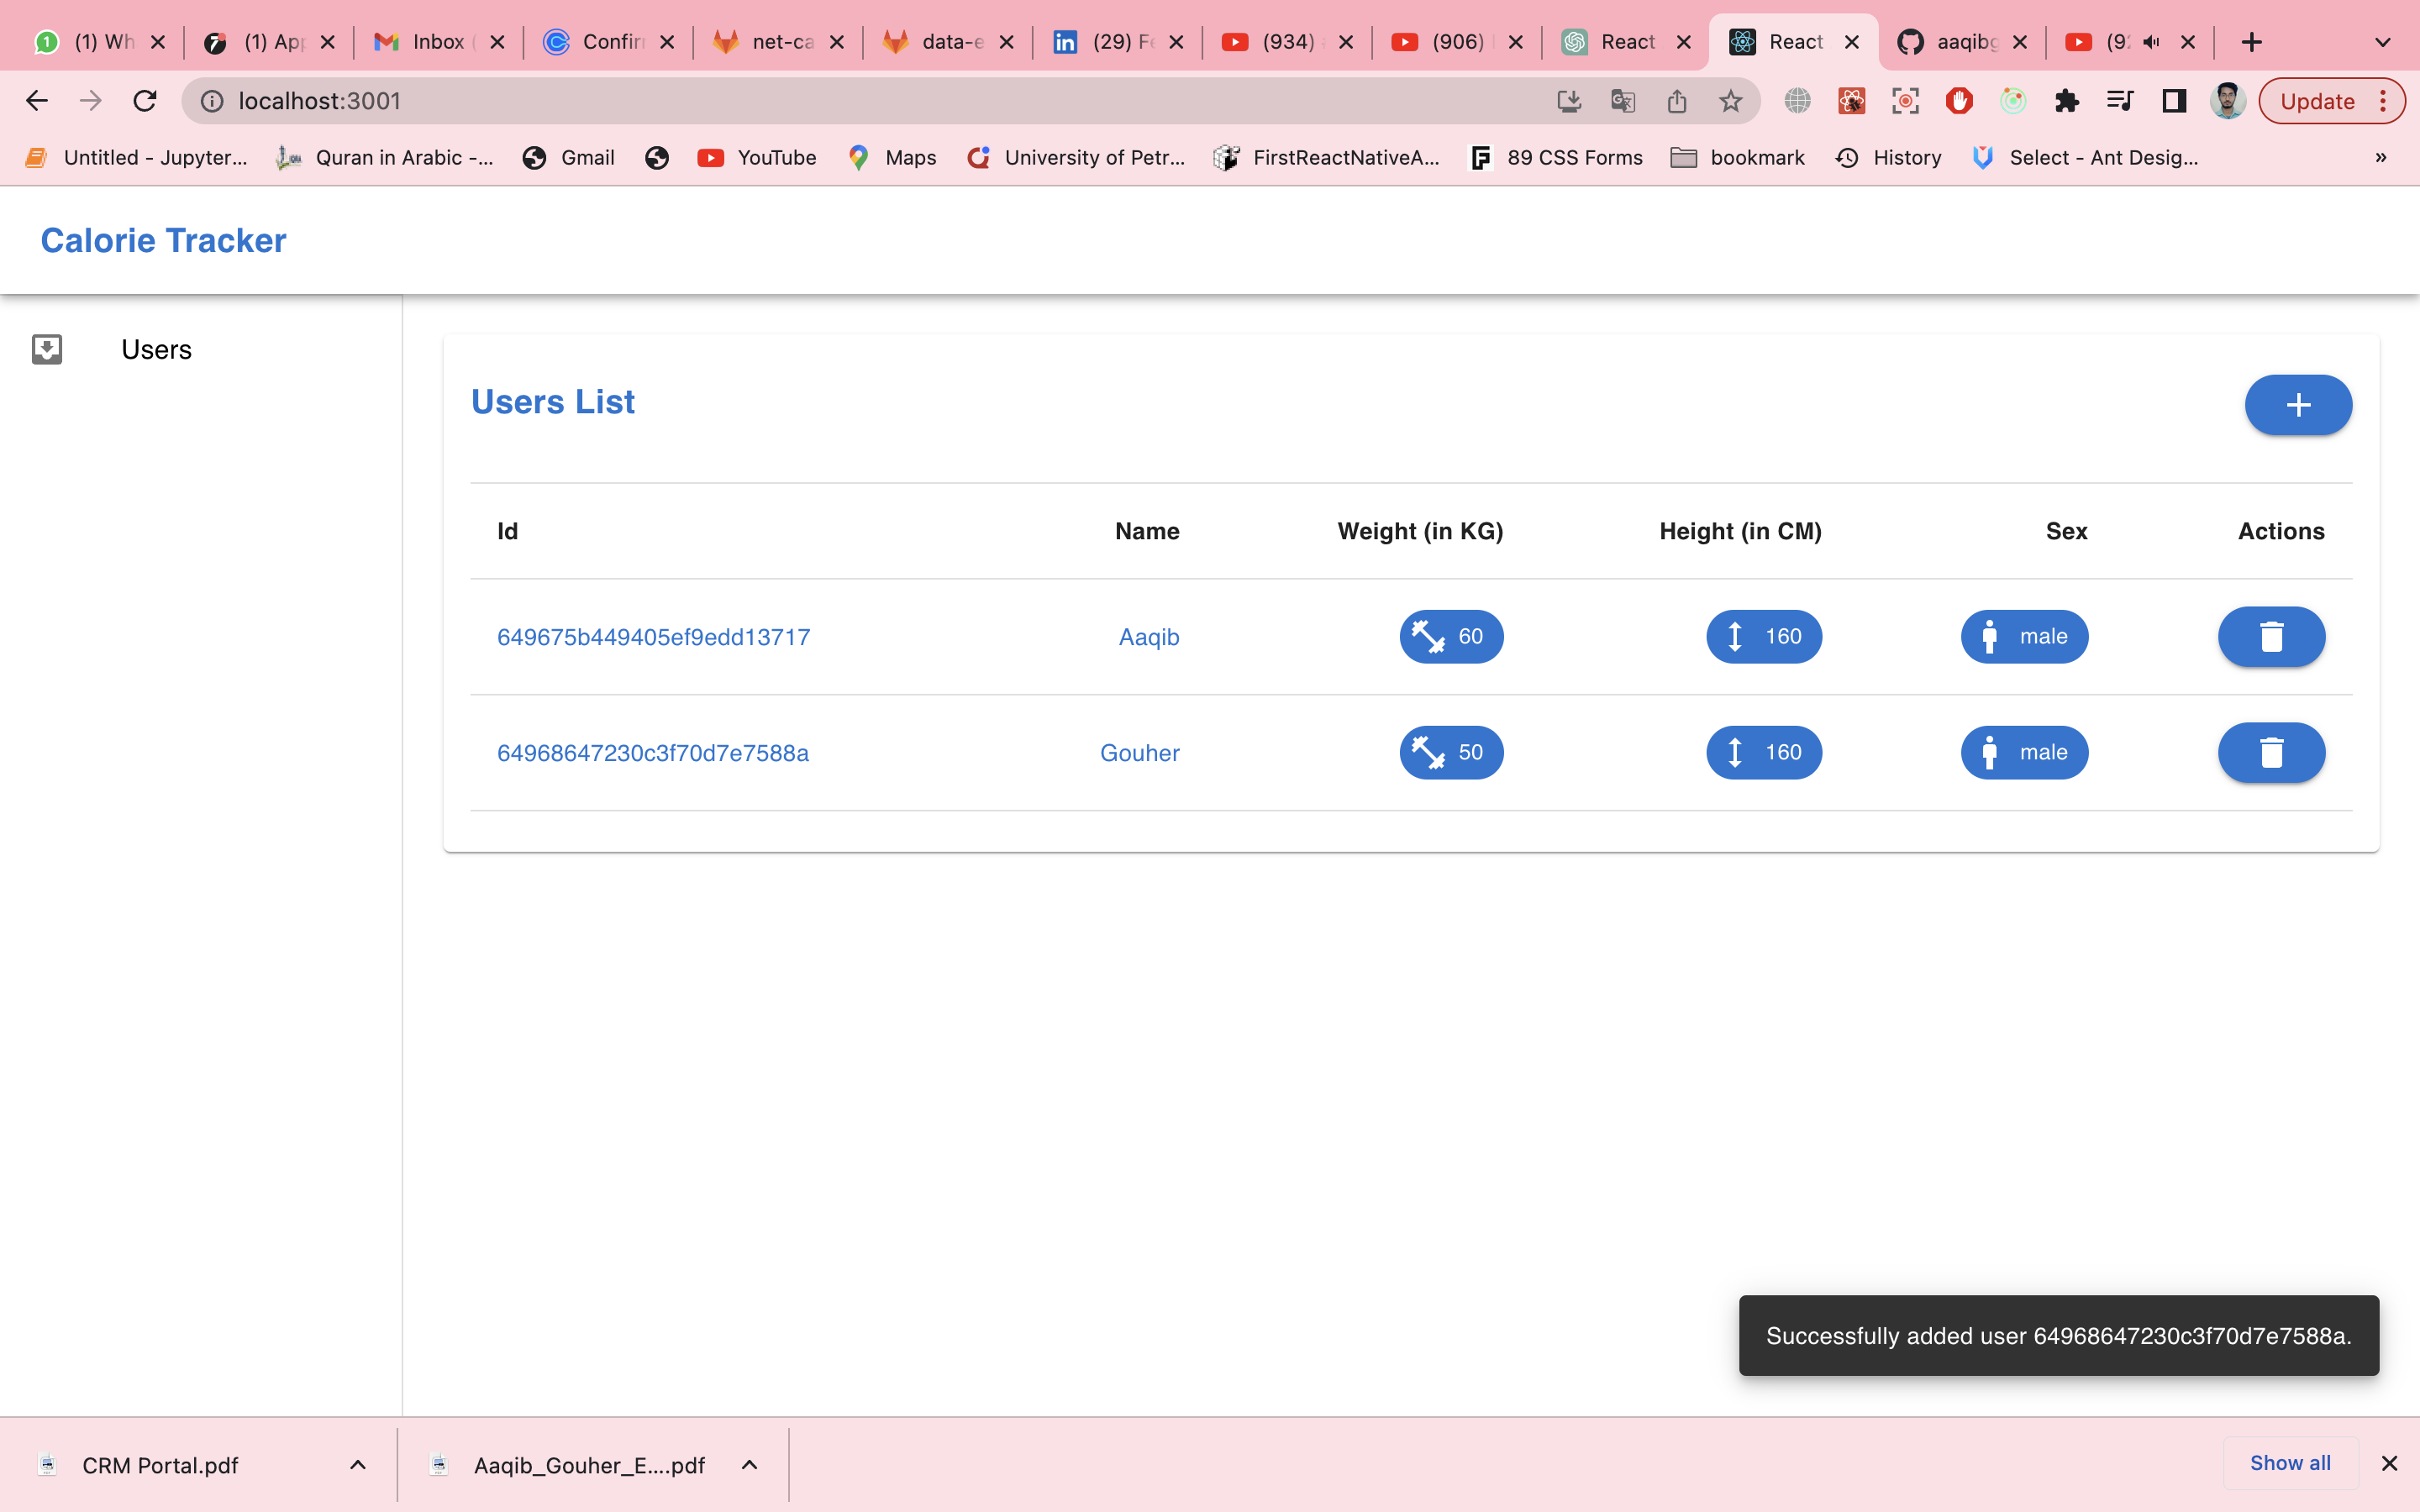 1 (1) Wh (1) App Inbox ( Confir net-ca data-e (29) Fe (934) (906) React React aaqibg (92
localhost:3001 Update
Untitled - Jupyter... Quran in Arabic -... Gmail YouTube Maps University of Petr... FirstReactNativeA... 89 CSS Forms bookmark History Select - Ant Desig... »
Calorie Tracker
Users
Users List
Id Name Weight (in KG) Height (in CM) Sex Actions
649675b449405ef9edd13717 Aaqib 60 160 male
64968647230c3f70d7e7588a Gouher 50 160 male
Successfully added user 64968647230c3f70d7e7588a.
CRM Portal.pdf Aaqib_Gouher_E....pdf Show all